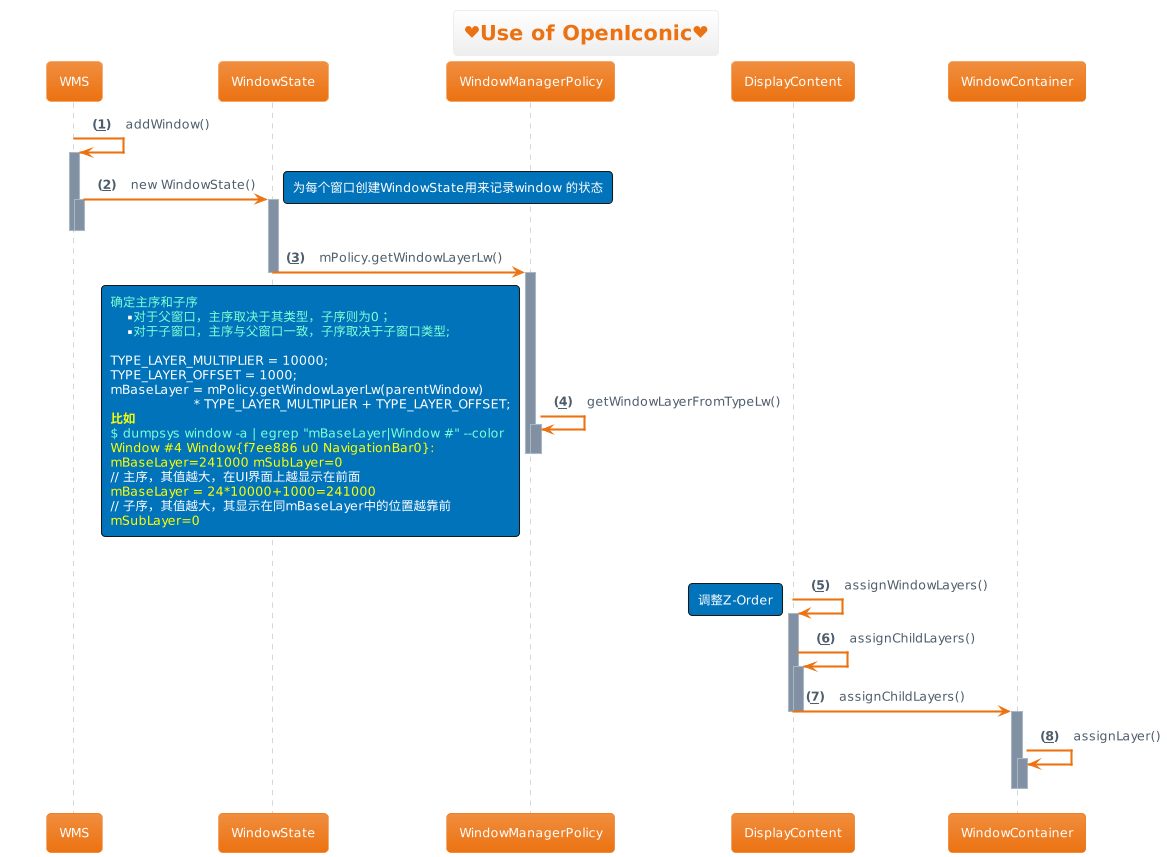 ❤Use of OpenIconic❤
WMS
WindowState
WindowManagerPolicy
DisplayContent
WindowContainer
(1) addWindow()
(2) new WindowState()
为每个窗口创建WindowState用来记录window 的状态
(3) mPolicy.getWindowLayerLw()
确定主序和子序
▪对于父窗口，主序取决于其类型，子序则为0；
▪对于子窗口，主序与父窗口一致，子序取决于子窗口类型;
TYPE_LAYER_MULTIPLIER = 10000;
TYPE_LAYER_OFFSET = 1000;
mBaseLayer = mPolicy.getWindowLayerLw(parentWindow)
* TYPE_LAYER_MULTIPLIER + TYPE_LAYER_OFFSET;
比如
$ dumpsys window -a | egrep "mBaseLayer|Window #" --color
Window #4 Window{f7ee886 u0 NavigationBar0}:
mBaseLayer=241000 mSubLayer=0
// 主序，其值越大，在UI界面上越显示在前面
mBaseLayer = 24*10000+1000=241000
// 子序，其值越大，其显示在同mBaseLayer中的位置越靠前
mSubLayer=0
(4) getWindowLayerFromTypeLw()
(5) assignWindowLayers()
调整Z-Order
(6) assignChildLayers()
(7) assignChildLayers()
(8) assignLayer()
WMS
WindowState
WindowManagerPolicy
DisplayContent
WindowContainer